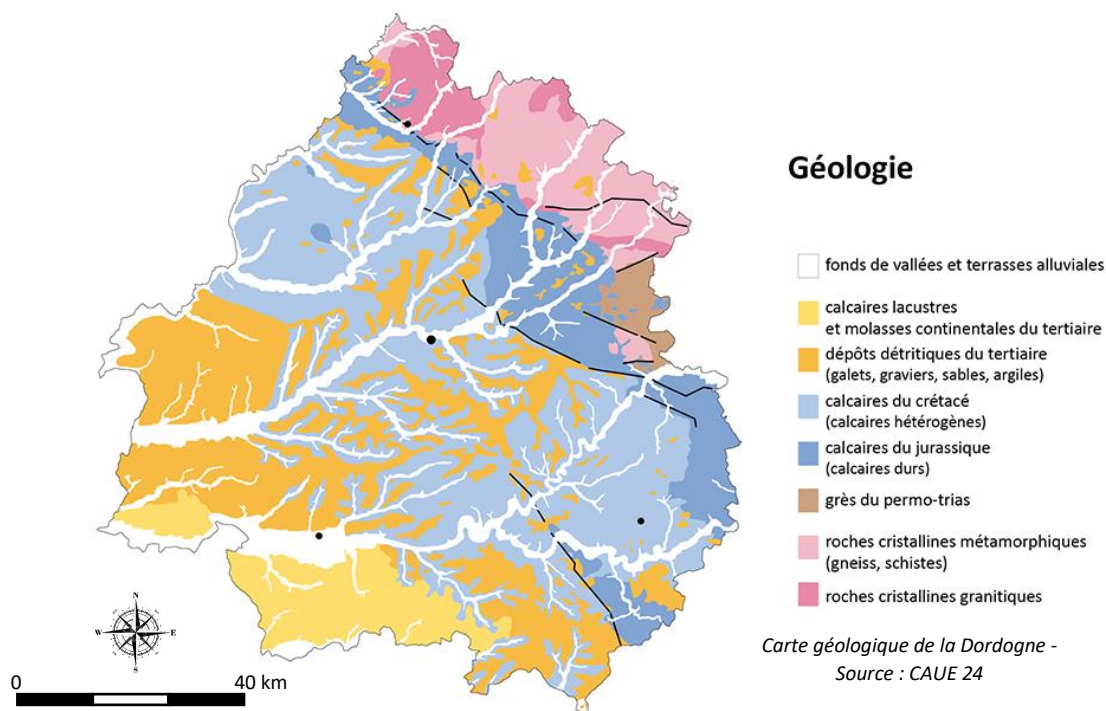 Géologie
fonds de vallées et terrasses alluviales
calcaires lacustres
et molasses continentales du tertiaire
dépôts détritiques du tertiaire
(galets, graviers, sables, argiles)
calcaires du crétacé
(calcaires hétérogènes)
calcaires du jurassique
(calcaires durs)
grès du permo-trias
roches cristallines métamorphiques
(gneiss, schistes)
roches cristallines granitiques
Carte géologique de la Dordogne -
Source : CAUE 24
N
W
E
S
0
40 km